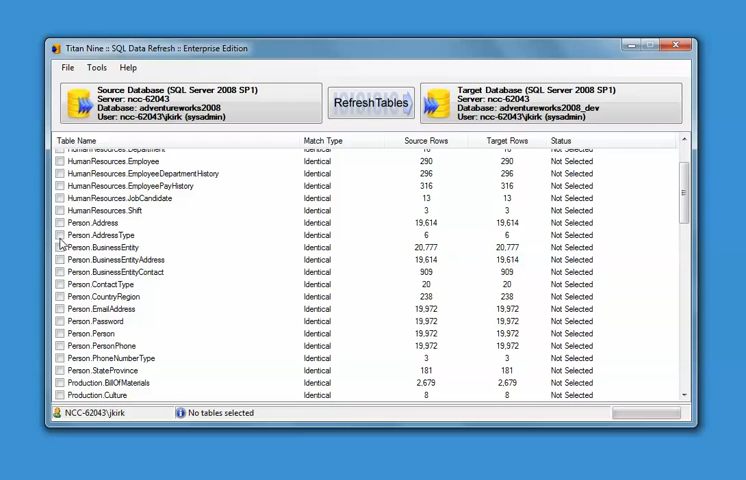 Titan Nine :: SQL Data Refresh :: Enterprise Edition
File Tools Help
Source Database (SQL Server 2008 SP1)
Server: ncc-62043
Database: adventureworks2008
User: ncc-62043\jkirk (sysadmin)
Refresh Tables
Target Database (SQL Server 2008 SP1)
Server: ncc-62043
Database: adventureworks2008_dev
User: ncc-62043\jkirk (sysadmin)
Table Name Match Type Source Rows Target Rows Status
HumanResources.Department Identical 16 16 Not Selected
HumanResources.Employee Identical 290 290 Not Selected
HumanResources.EmployeeDepartmentHistory Identical 296 296 Not Selected
HumanResources.EmployeePayHistory Identical 316 316 Not Selected
HumanResources.JobCandidate Identical 13 13 Not Selected
HumanResources.Shift Identical 3 3 Not Selected
Person.Address Identical 19,614 19,614 Not Selected
Person.AddressType Identical 6 6 Not Selected
Person.BusinessEntity Identical 20,777 20,777 Not Selected
Person.BusinessEntityAddress Identical 19,614 19,614 Not Selected
Person.BusinessEntityContact Identical 909 909 Not Selected
Person.ContactType Identical 20 20 Not Selected
Person.CountryRegion Identical 238 238 Not Selected
Person.EmailAddress Identical 19,972 19,972 Not Selected
Person.Password Identical 19,972 19,972 Not Selected
Person.Person Identical 19,972 19,972 Not Selected
Person.PersonPhone Identical 19,972 19,972 Not Selected
Person.PhoneNumberType Identical 3 3 Not Selected
Person.StateProvince Identical 181 181 Not Selected
Production.BillOfMaterials Identical 2,679 2,679 Not Selected
Production.Culture Identical 8 8 Not Selected
NCC-62043\jkirk No tables selected